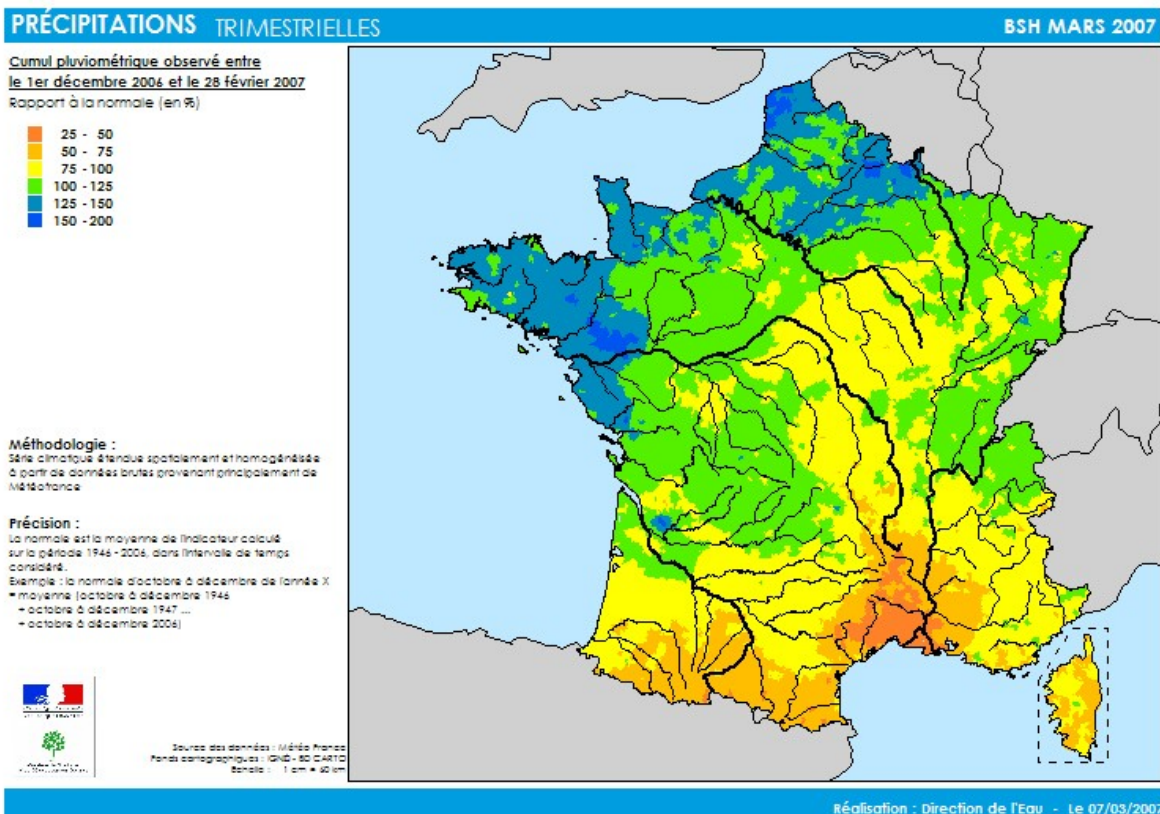 PRÉCIPITATIONS TRIMESTRIELLES
BSH MARS 2007
Cumul pluviométrique observé entre
le 1er décembre 2006 et le 28 février 2007
Rapport à la normale (en %)
25 - 50
50 - 75
75 - 100
100 - 125
125 - 150
150 - 200
Méthodologie :
Série climatique étendue spatialement et homogénéisée
à partir de données brutes provenant principalement de
Météofrance
Précision :
La normale est la moyenne de l'indicateur calculé
sur la période 1946 - 2006, dans l'intervalle de temps
considéré.
Exemple : la normale d'octobre à décembre de l'année X
= moyenne (octobre à décembre 1946
+ octobre à décembre 1947 ...
+ octobre à décembre 2006)
Source des données : Météo France
Fonds cartographiques : IGN© - BD CARTO
Echelle : 1 cm = 60 km
Réalisation : Direction de l'Eau - Le 07/03/2007